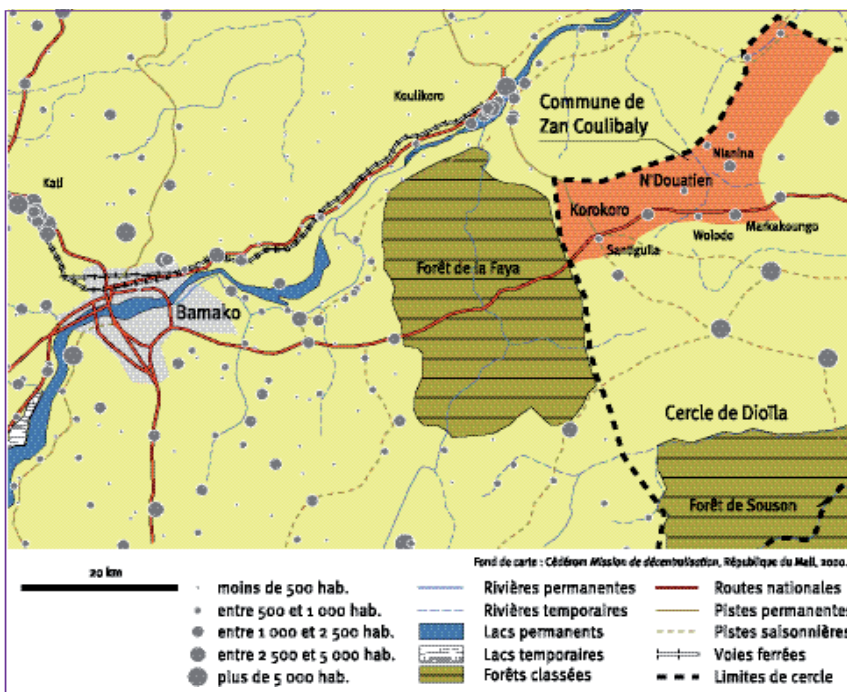 Koulikoro
Commune de
Zan Coulibaly
Kati
Nianina
N'Douatien
Korokoro
Markakoungo
Wolodo
Santiguila
Forêt de la Faya
Bamako
Cercle de Dioïla
Forêt de Souson
Fond de carte : Cédérom Mission de décentralisation, République du Mali, 2000.
20 km
moins de 500 hab.
entre 500 et 1 000 hab.
entre 1 000 et 2 500 hab.
entre 2 500 et 5 000 hab.
plus de 5 000 hab.
Rivières permanentes
Rivières temporaires
Lacs permanents
Lacs temporaires
Forêts classées
Routes nationales
Pistes permanentes
Pistes saisonnières
Voies ferrées
Limites de cercle